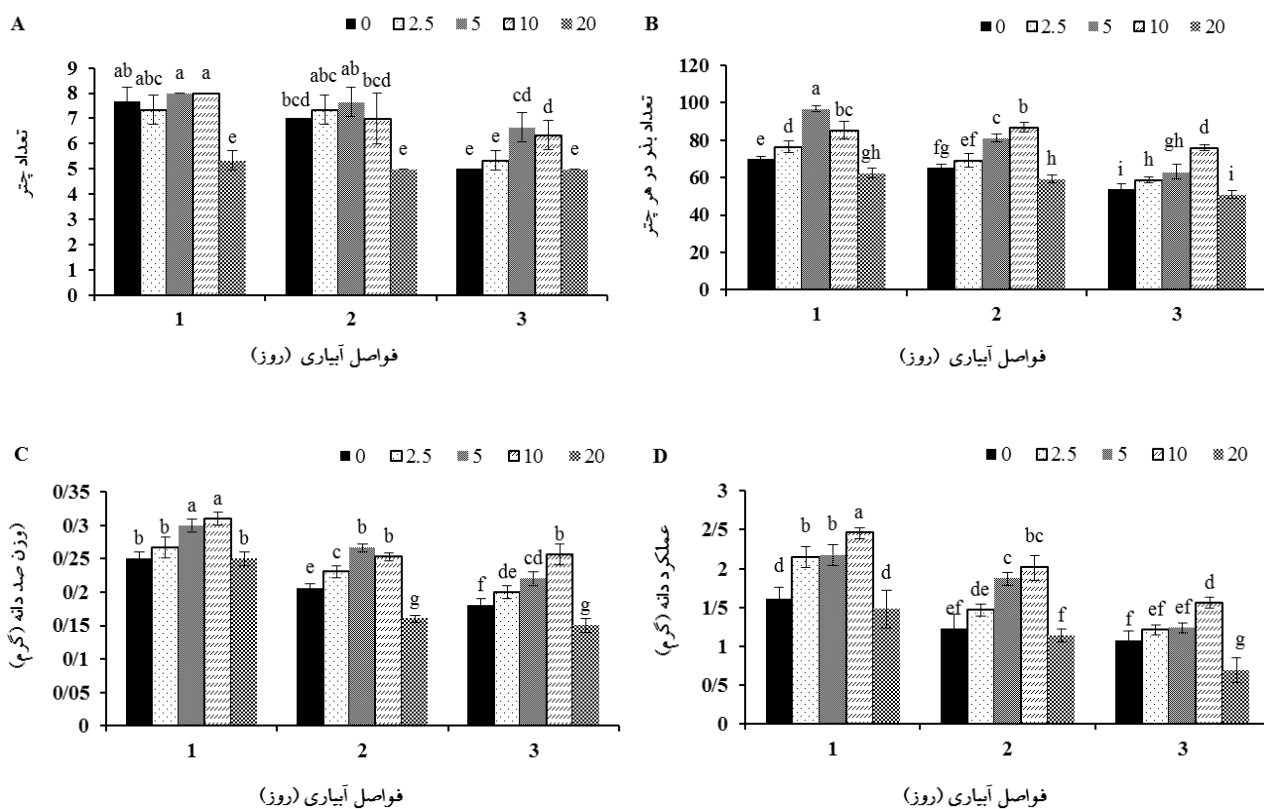 A
0 2.5 5 10 20
تعداد چتر
9
8
7
6
5
4
3
2
1
0
ab abc a a e
bcd abc ab bcd e
e e cd d e
1 2 3
فواصل آبیاری (روز)
B
0 2.5 5 10 20
تعداد بذر در هر چتر
120
100
80
60
40
20
0
e d a bc gh
fg ef c b h
i h gh d i
1 2 3
فواصل آبیاری (روز)
C
0 2.5 5 10 20
وزن صد دانه (گرم)
0/35
0/3
0/25
0/2
0/15
0/1
0/05
0
b b a a b
e c b b g
f de cd b g
1 2 3
فواصل آبیاری (روز)
D
0 2.5 5 10 20
عملکرد دانه (گرم)
3
2/5
2
1/5
1
0/5
0
d b b a d
ef de c bc f
f ef ef d g
1 2 3
فواصل آبیاری (روز)